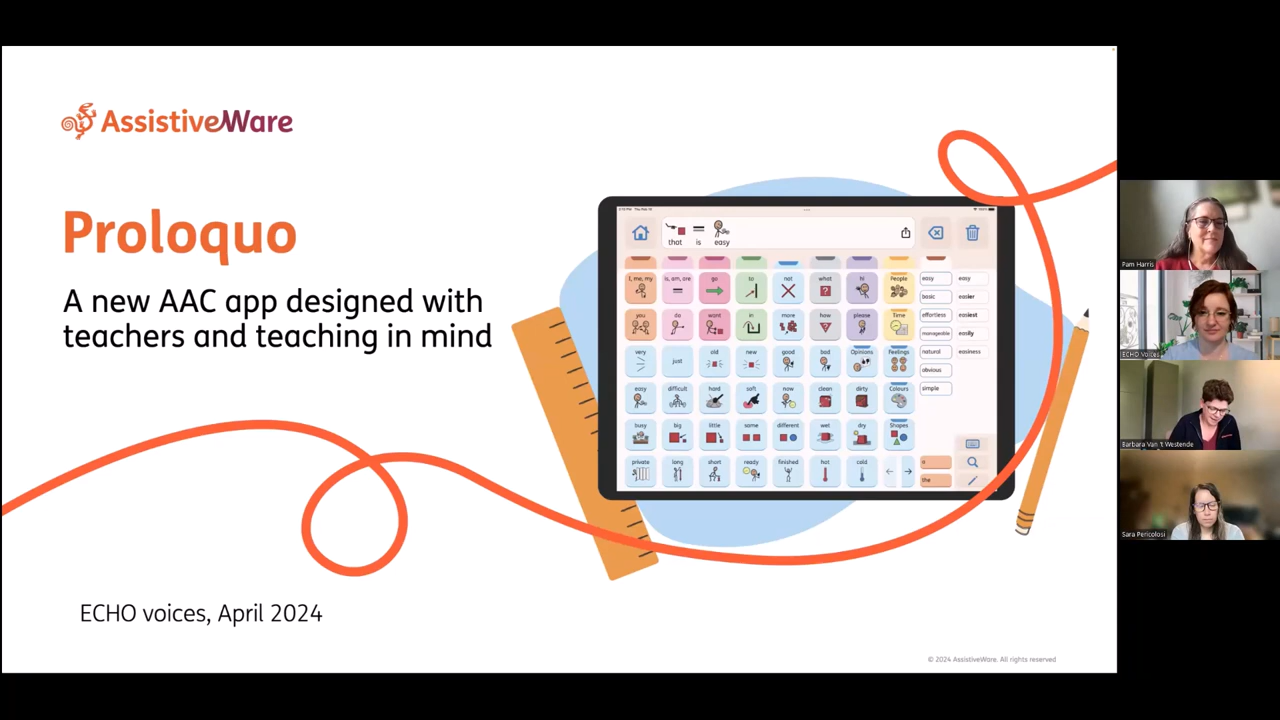 AssistiveWare
Proloquo
A new AAC app designed with
teachers and teaching in mind
that is easy
I, me, my is, am, are go to not what hi People
you do want in more how please Time
very just old new good bad Opinions Feelings
easy difficult hard soft now clean dirty Colours
busy big little same different wet dry Shapes
private long short ready finished hot cold
easy easy
basic easier
effortless easiest
manageable easily
natural easiness
obvious
simple
the
ECHO voices, April 2024
© 2024 AssistiveWare. All rights reserved
Pam Harris
ECHO Voices
Barbara Van 't Westende
Sara Pericolosi